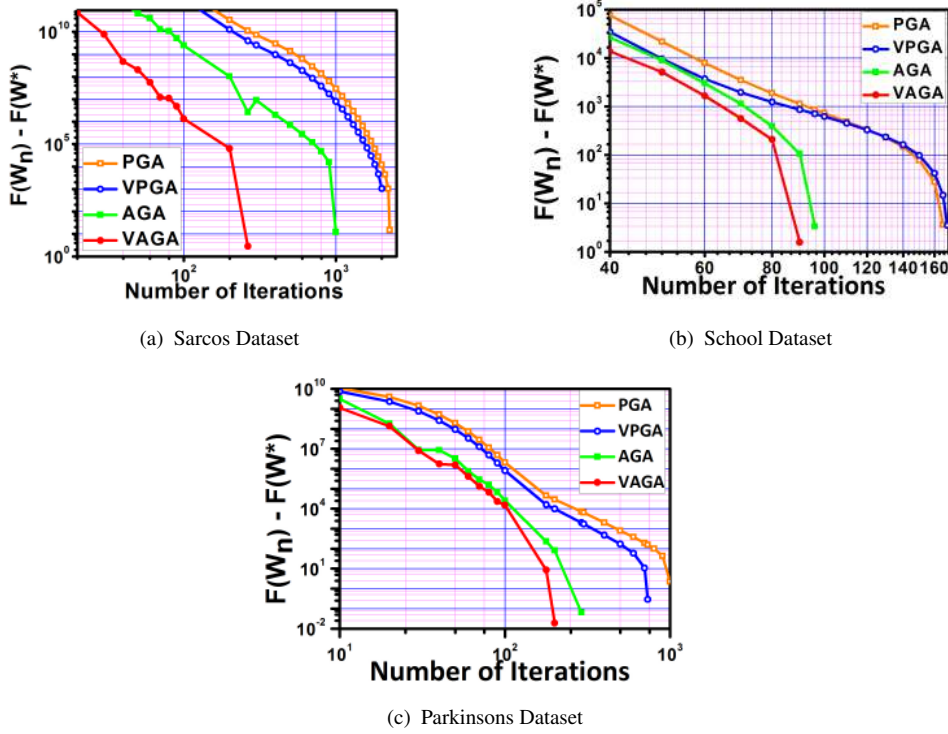 F(Wn) - F(W*)
10^10
10^5
10^0
PGA
VPGA
AGA
VAGA
10^2
10^3
Number of Iterations
(a) Sarcos Dataset
F(Wn) - F(W*)
10^5
10^4
10^3
10^2
10^1
10^0
PGA
VPGA
AGA
VAGA
40
60
80
100
120
140
160
Number of Iterations
(b) School Dataset
F(Wn) - F(W*)
10^10
10^7
10^4
10^1
10^-2
PGA
VPGA
AGA
VAGA
10^1
10^2
10^3
Number of Iterations
(c) Parkinsons Dataset